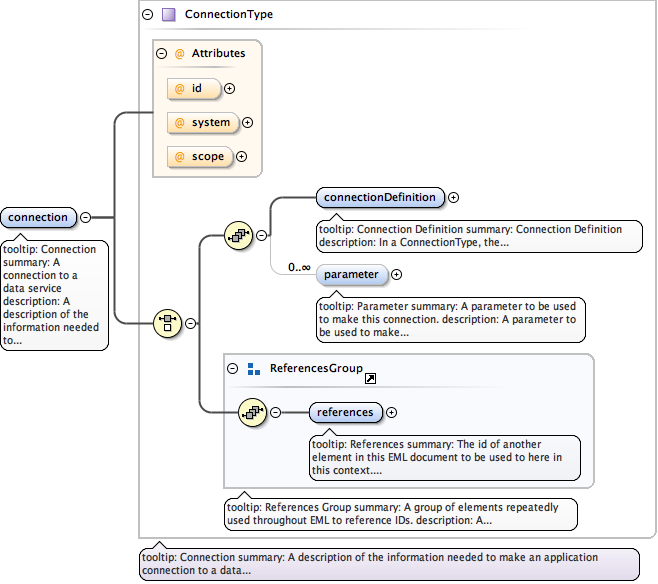 ConnectionType
@ Attributes
@ id
@ system
@ scope
connection
tooltip: Connection
summary: A
connection to a
data service
description: A
description of the
information needed
to...
connectionDefinition
tooltip: Connection Definition summary: Connection Definition
description: In a ConnectionType, the...
0..∞
parameter
tooltip: Parameter summary: A parameter to be used
to make this connection. description: A parameter to
be used to make...
ReferencesGroup
references
tooltip: References summary: The id of another
element in this EML document to be used to here in
this context....
tooltip: References Group summary: A group of elements repeatedly
used throughout EML to reference IDs. description: A...
tooltip: Connection summary: A description of the information needed to make an application
connection to a data...